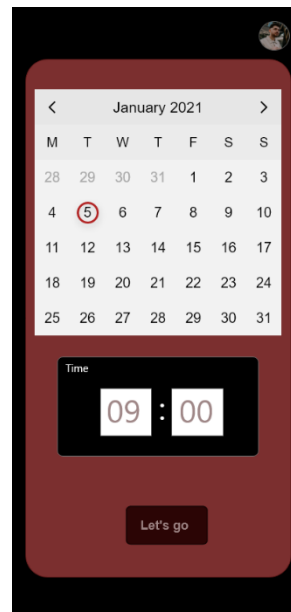 < January 2021 >
M T W T F S S
28 29 30 31 1 2 3
4 5 6 7 8 9 10
11 12 13 14 15 16 17
18 19 20 21 22 23 24
25 26 27 28 29 30 31
Time
09 : 00
Let's go